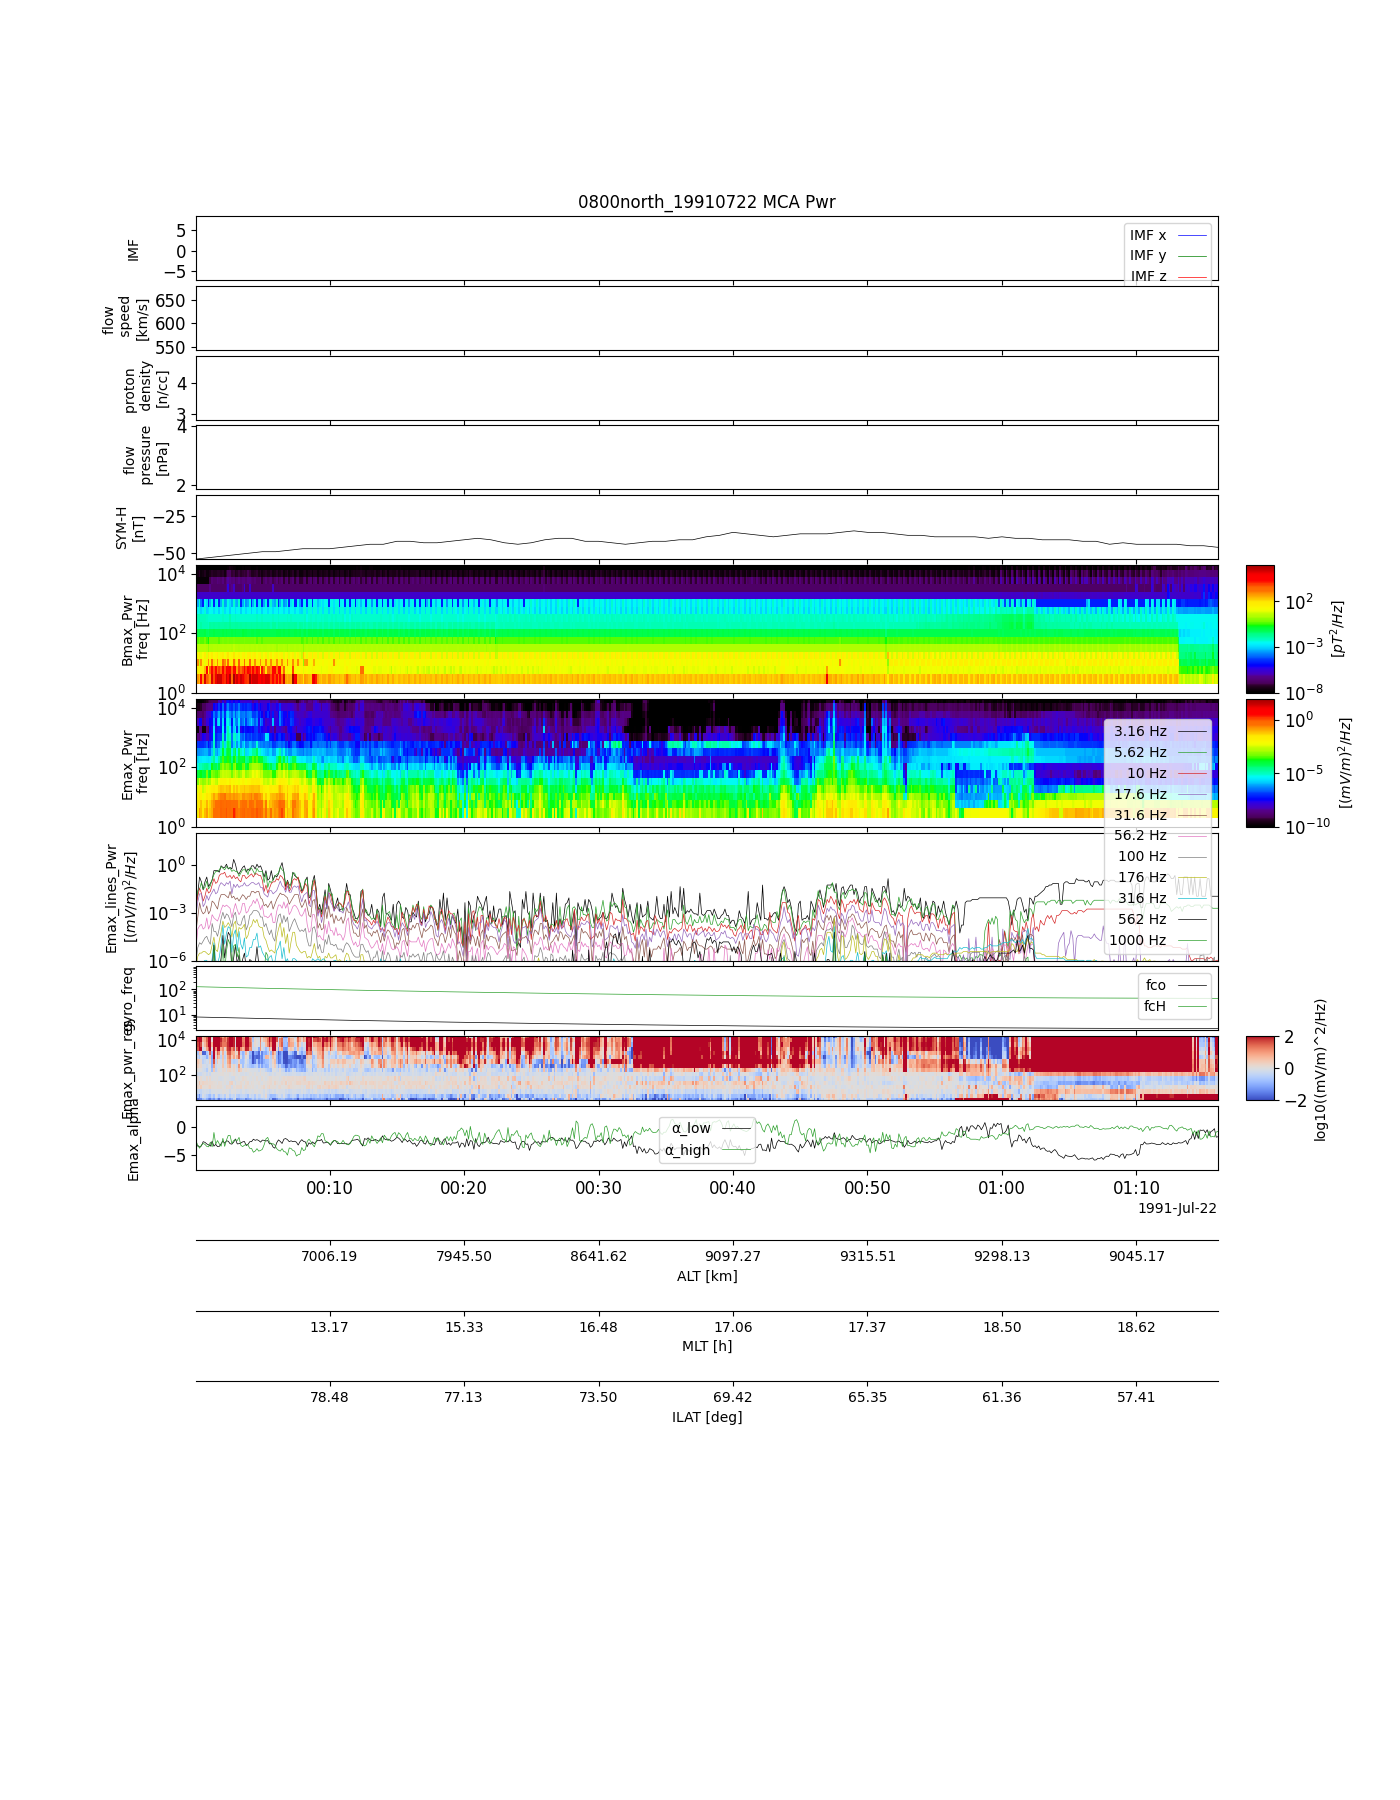 0800north_19910722 MCA Pwr
IMF
5
0
−5
IMF x
IMF y
IMF z
flow
speed
[km/s]
650
600
550
proton
density
[n/cc]
4
3
flow
pressure
[nPa]
4
2
SYM-H
[nT]
−25
−50
Bmax_Pwr
freq [Hz]
10^4
10^2
10^0
10^2
10^−3
10^−8
[pT^2/Hz]
Emax_Pwr
freq [Hz]
10^4
10^2
10^0
10^0
10^−5
10^−10
[(mV/m)^2/Hz]
3.16 Hz
5.62 Hz
10 Hz
17.6 Hz
31.6 Hz
56.2 Hz
100 Hz
176 Hz
316 Hz
562 Hz
1000 Hz
Emax_lines_Pwr
[(mV/m)^2/Hz]
10^0
10^−3
10^−6
gyro_freq
10^2
10^1
fco
fcH
Emax_pwr_reg
10^4
10^2
2
0
−2
log10((mV/m)^2/Hz)
Emax_alpha
0
−5
α_low
α_high
00:10 00:20 00:30 00:40 00:50 01:00 01:10
1991-Jul-22
7006.19 7945.50 8641.62 9097.27 9315.51 9298.13 9045.17
ALT [km]
13.17 15.33 16.48 17.06 17.37 18.50 18.62
MLT [h]
78.48 77.13 73.50 69.42 65.35 61.36 57.41
ILAT [deg]